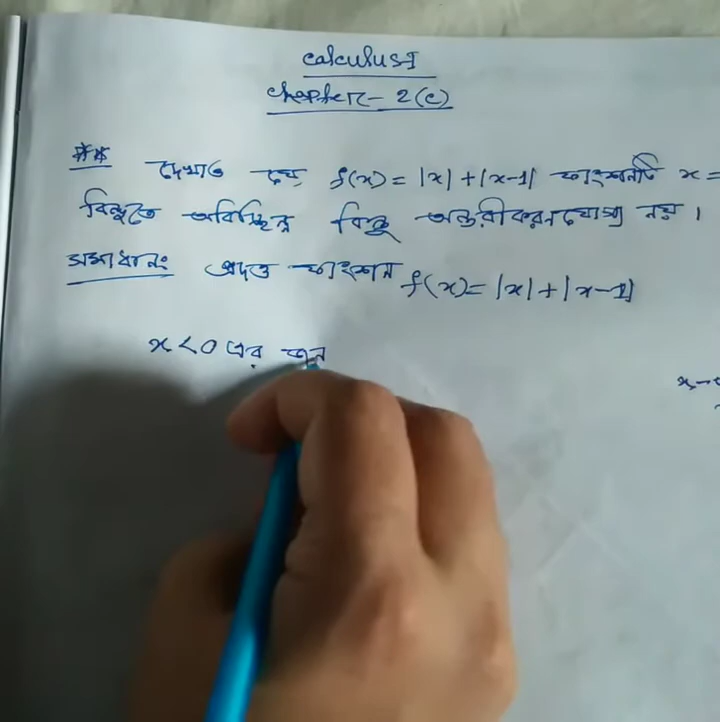 calculus-I
chapter - 2(c)
** দেখাও যে, f(x) = |x| + |x-1| ফাংশনটি x =
বিন্দুতে অবিচ্ছিন্ন কিন্তু অন্তরীকরণযোগ্য নয়।
সমাধানঃ প্রদত্ত ফাংশন f(x) = |x| + |x-1|
x < 0 এর জন্য
x→